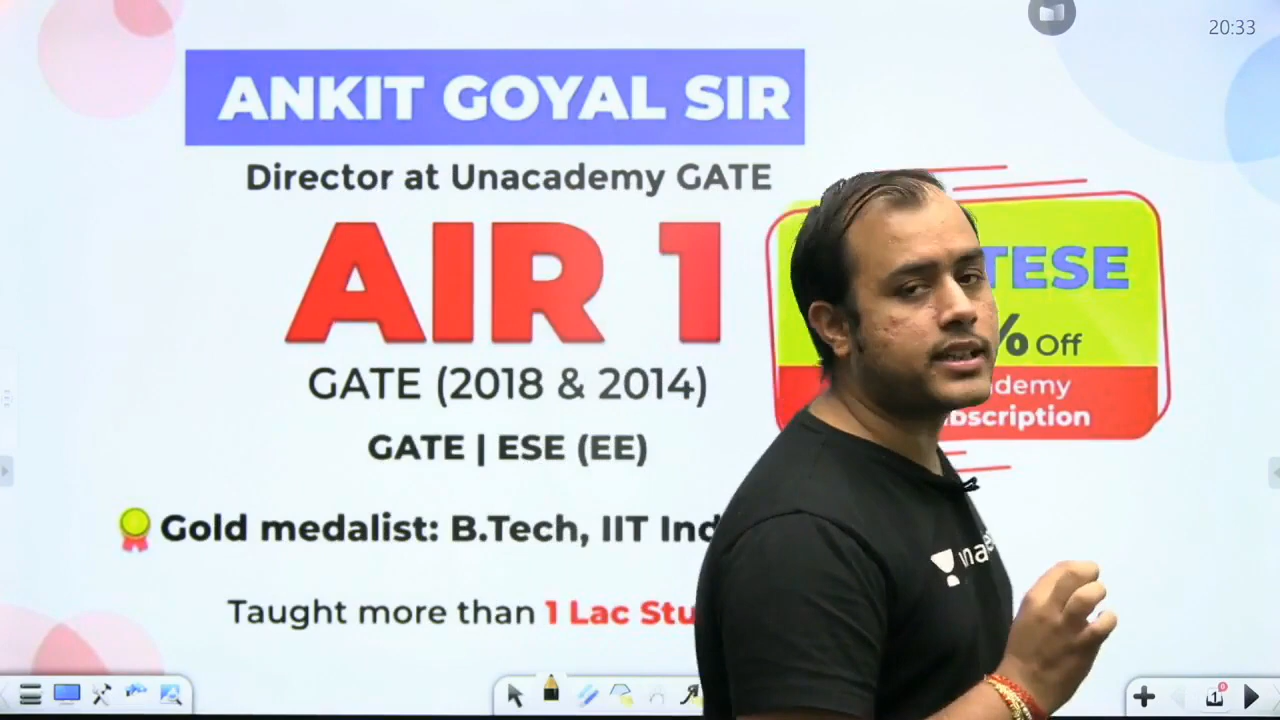 20:33
ANKIT GOYAL SIR
Director at Unacademy GATE
AIR 1
GATE (2018 & 2014)
GATE | ESE (EE)
Gold medalist: B.Tech, IIT
Taught more than 1 Lac
% Off